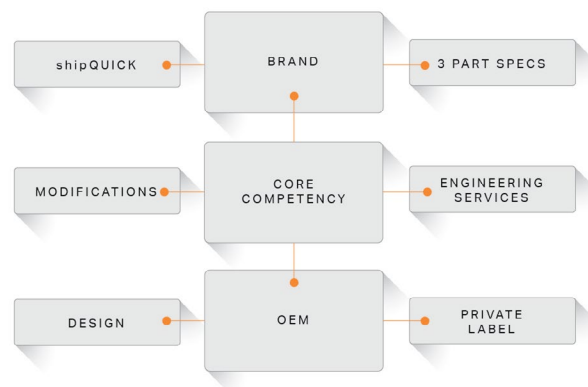 shipQUICK
BRAND
3 PART SPECS
MODIFICATIONS
CORE
COMPETENCY
ENGINEERING
SERVICES
DESIGN
OEM
PRIVATE
LABEL